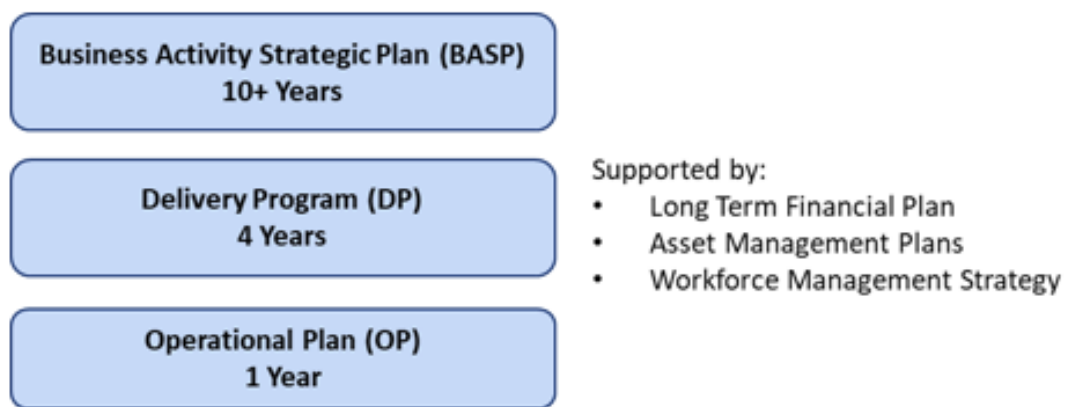 Business Activity Strategic Plan (BASP)
10+ Years
Delivery Program (DP)
4 Years
Supported by:
• Long Term Financial Plan
• Asset Management Plans
• Workforce Management Strategy
Operational Plan (OP)
1 Year